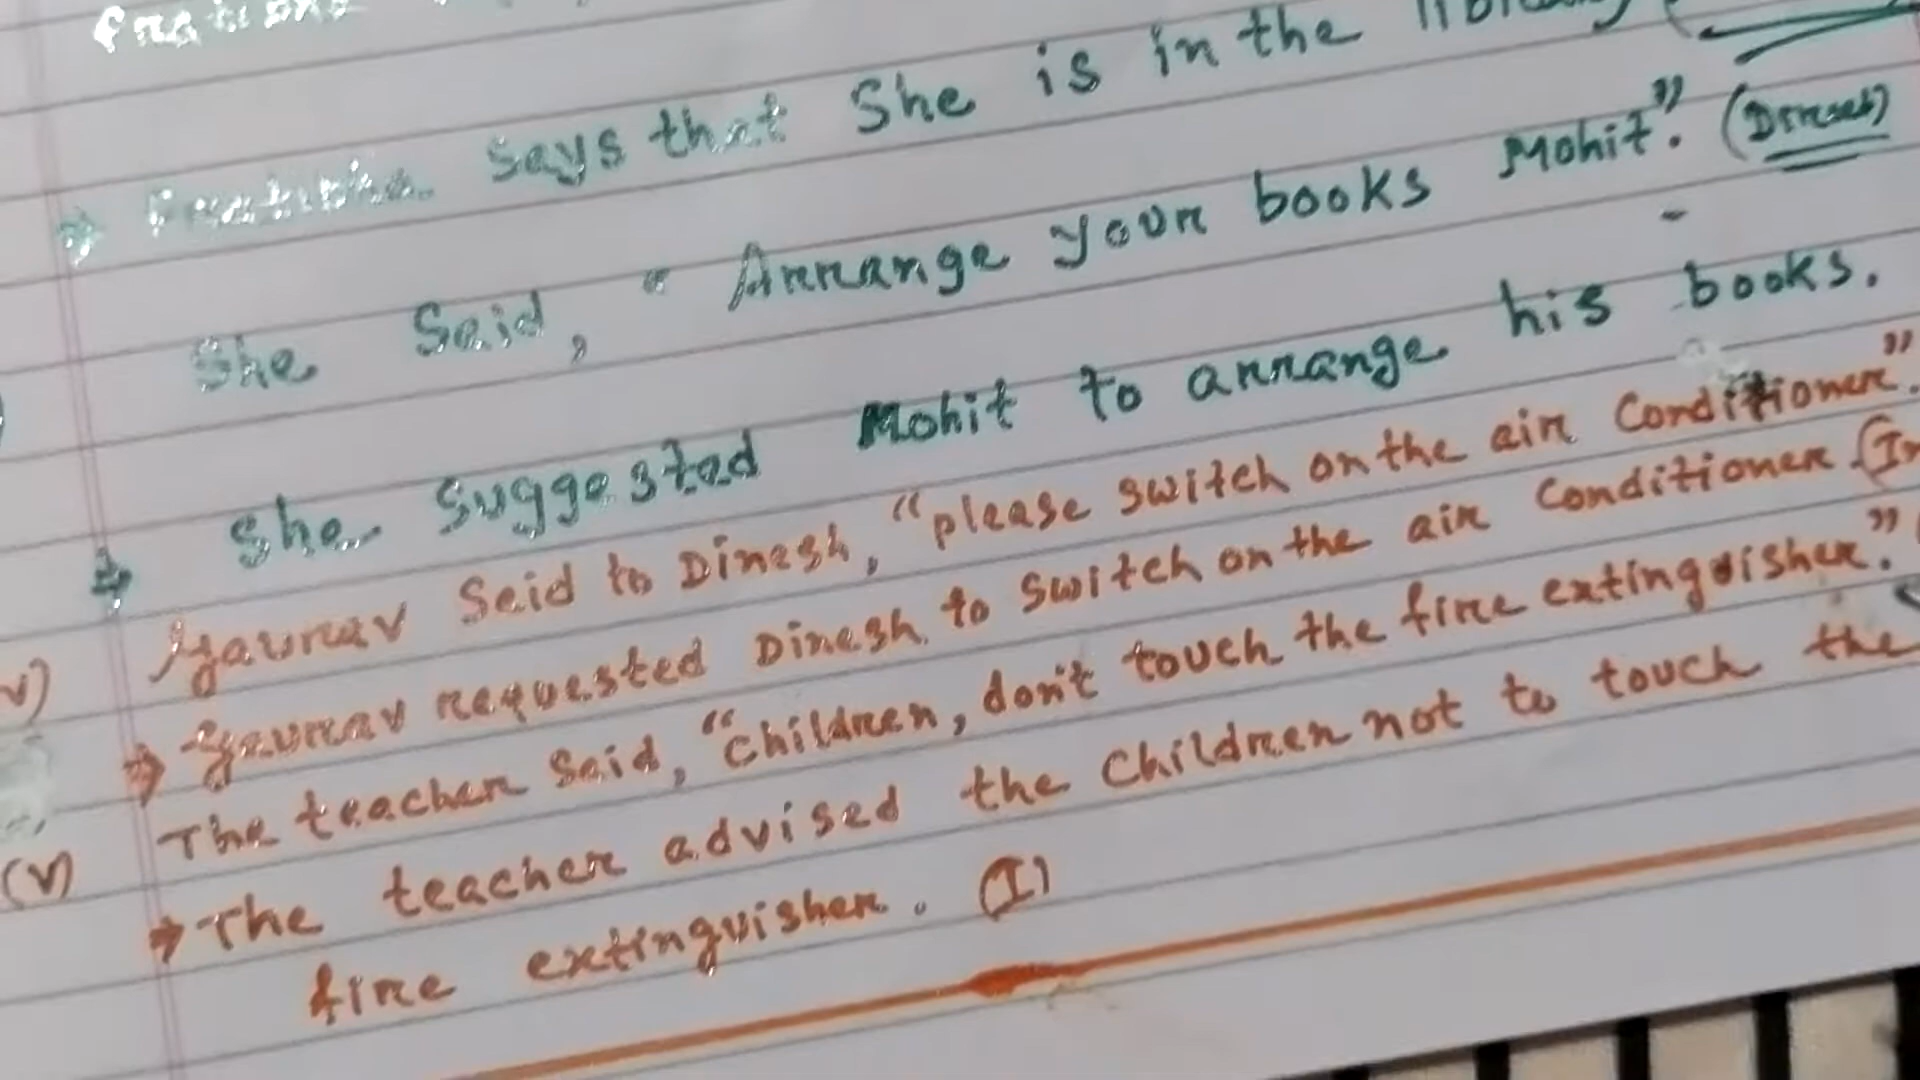 ⇒ Pratibha says that She is in the library
She Said, " Arrange your books Mohit". (Direct)
⇒ She suggested Mohit to arrange his books.
v) Gaurav Said to Dinesh, "please switch on the air Conditioner."
⇒ Gaurav requested Dinesh to switch on the air Conditioner. (In
(v) The teacher Said, "Children, don't touch the fire extinguisher."
⇒ The teacher advised the Children not to touch the
fire extinguisher. (I)